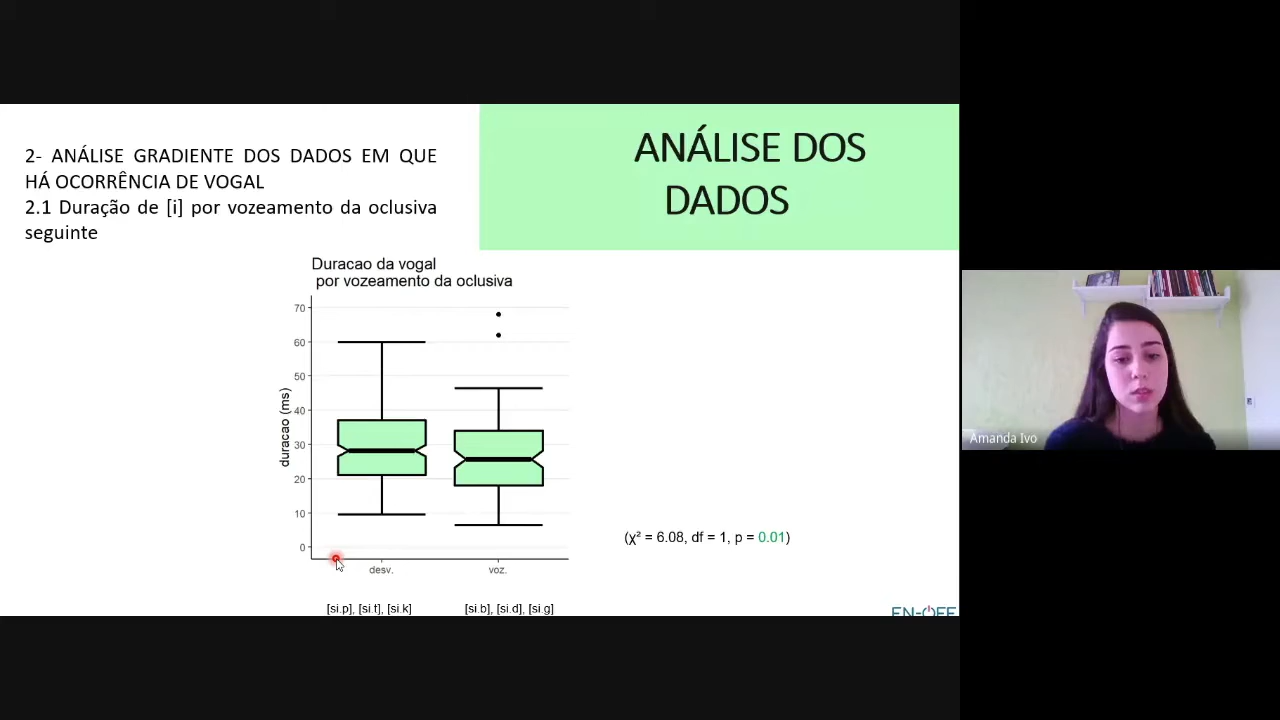 2- ANÁLISE GRADIENTE DOS DADOS EM QUE
HÁ OCORRÊNCIA DE VOGAL
2.1 Duração de [i] por vozeamento da oclusiva
seguinte
ANÁLISE DOS
DADOS
Duracao da vogal
por vozeamento da oclusiva
duracao (ms)
70
60
50
40
30
20
10
0
desv.
voz.
[si.p], [si.t], [si.k]
[si.b], [si.d], [si.g]
(χ² = 6.08, df = 1, p = 0.01)
EN-OFF
Amanda Ivo